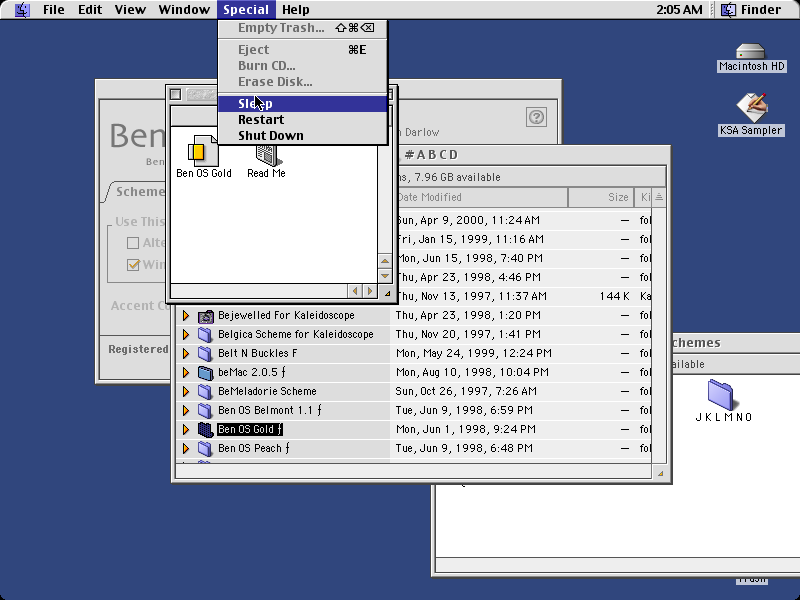 File Edit View Window Special Help 2:05 AM Finder
Empty Trash... ⇧⌘⌫
Eject ⌘E
Burn CD...
Erase Disk...
Sleep
Restart
Shut Down
Macintosh HD
KSA Sampler
Ben
Ben
Darlow
?
Scheme
Use This
Alte
Win
Accent Co
Registered
Ben OS Gold
Read Me
#ABCD
ns, 7.96 GB available
Date Modified Size Ki
Sun, Apr 9, 2000, 11:24 AM — fol
Fri, Jan 15, 1999, 11:16 AM — fol
Mon, Jun 15, 1998, 7:40 PM — fol
Thu, Apr 23, 1998, 4:46 PM — fol
Thu, Nov 13, 1997, 11:37 AM 144 K Ka
Bejewelled For Kaleidoscope Thu, Apr 23, 1998, 1:20 PM — fol
Belgica Scheme for Kaleidoscope Thu, Nov 20, 1997, 1:41 PM — fol
Belt N Buckles F Mon, May 24, 1999, 12:24 PM — fol
beMac 2.0.5 ƒ Mon, Aug 10, 1998, 10:04 PM — fol
BeMeladorie Scheme Sun, Oct 26, 1997, 7:26 AM — fol
Ben OS Belmont 1.1 ƒ Tue, Jun 9, 1998, 6:59 PM — fol
Ben OS Gold ƒ Mon, Jun 1, 1998, 9:24 PM — fol
Ben OS Peach ƒ Tue, Jun 9, 1998, 6:48 PM — fol
chemes
ailable
J K L M N O
Trash